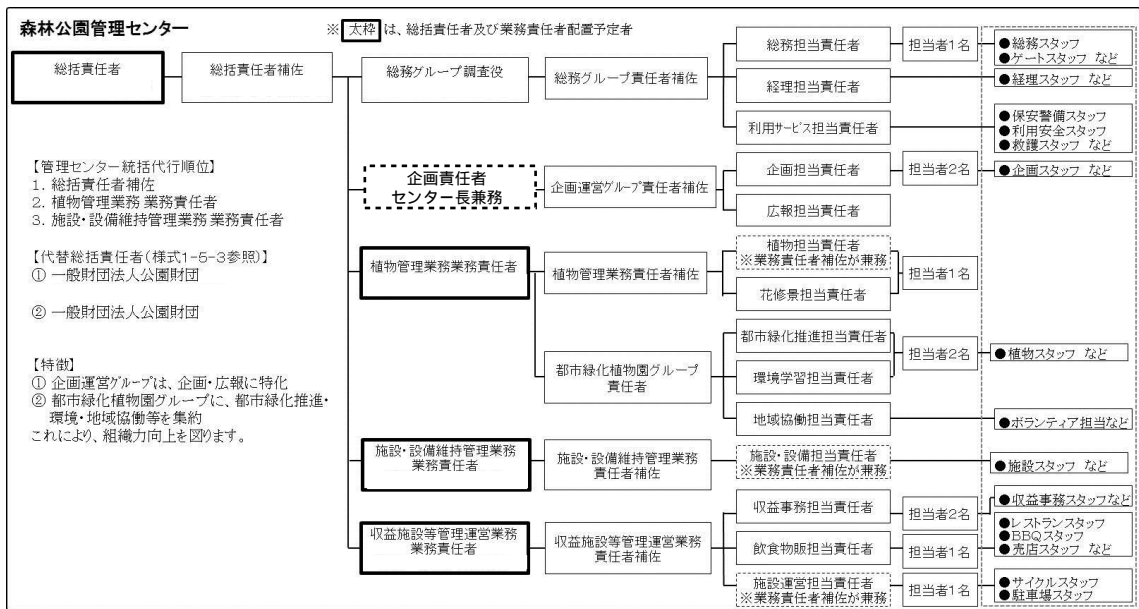 森林公園管理センター
※ 太枠 は、総括責任者及び業務責任者配置予定者
総括責任者
総括責任者補佐
総務グループ調査役
総務グループ責任者補佐
総務担当責任者
担当者1名
●総務スタッフ
●ゲートスタッフ など
経理担当責任者
●経理スタッフ など
利用サービス担当責任者
●保安警備スタッフ
●利用安全スタッフ
●救護スタッフ など
【管理センター統括代行順位】
1. 総括責任者補佐
2. 植物管理業務 業務責任者
3. 施設・設備維持管理業務 業務責任者
【代替総括責任者(様式1-5-3参照)】
① 一般財団法人公園財団
② 一般財団法人公園財団
【特徴】
① 企画運営グループは、企画・広報に特化
② 都市緑化植物園グループに、都市緑化推進・
環境・地域協働等を集約
これにより、組織力向上を図ります。
企画責任者
センター長兼務
企画運営グループ責任者補佐
企画担当責任者
担当者2名
●企画スタッフ など
広報担当責任者
植物管理業務業務責任者
植物管理業務責任者補佐
植物担当責任者
※業務責任者補佐が兼務
花修景担当責任者
担当者1名
都市緑化植物園グループ
責任者
都市緑化推進担当責任者
環境学習担当責任者
担当者2名
●植物スタッフ など
地域協働担当責任者
●ボランティア担当など
施設・設備維持管理業務
業務責任者
施設・設備維持管理業務
責任者補佐
施設・設備担当責任者
※業務責任者補佐が兼務
●施設スタッフ など
収益施設等管理運営業務
業務責任者
収益施設等管理運営業務
責任者補佐
収益事務担当責任者
担当者2名
●収益事務スタッフなど
飲食物販担当責任者
担当者1名
●レストランスタッフ
●BBQスタッフ
●売店スタッフ など
施設運営担当責任者
※業務責任者補佐が兼務
担当者1名
●サイクルスタッフ
●駐車場スタッフ